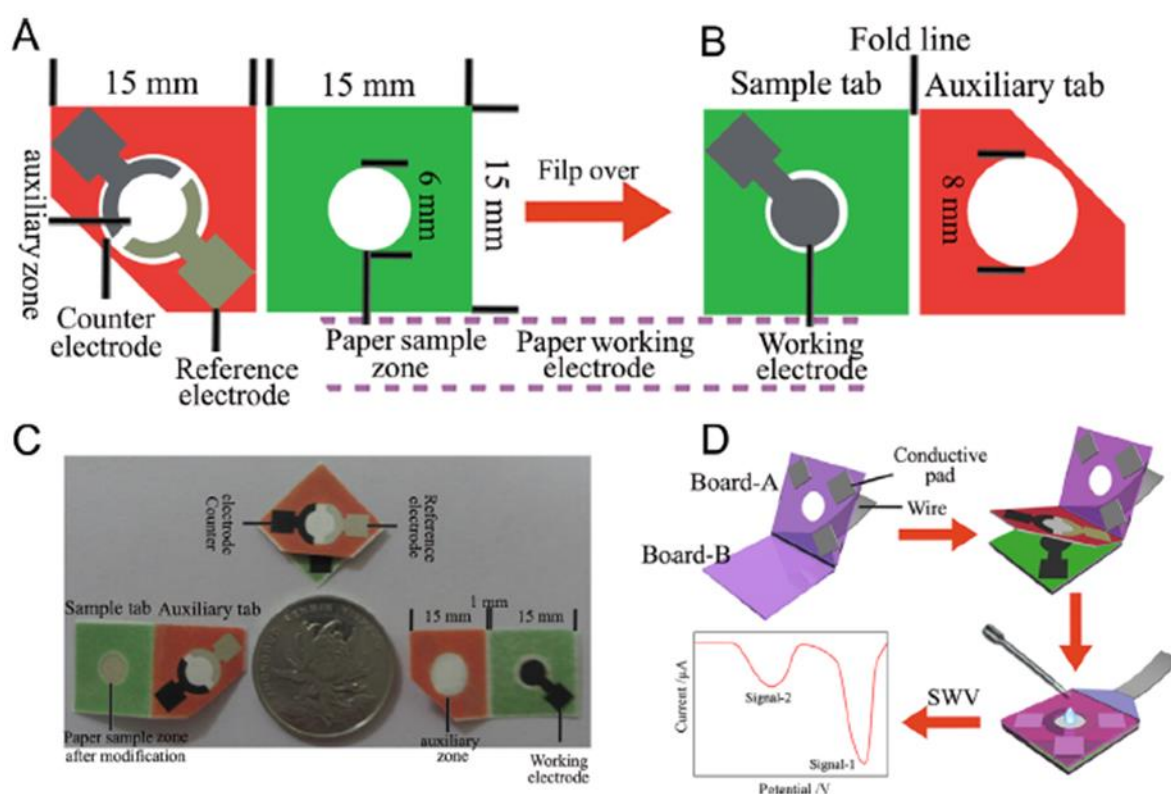 A
15 mm
15 mm
auxiliary zone
6 mm
15 mm
Counter
electrode
Reference
electrode
Paper sample
zone
Filp over
Paper working
electrode
B
Fold line
Sample tab
Auxiliary tab
8 mm
Working
electrode
C
electrode
Counter
Reference
electrode
Sample tab
Auxiliary tab
1 mm
15 mm
15 mm
Paper sample zone
after modification
auxiliary
zone
Working
electrode
D
Board-A
Conductive
pad
Wire
Board-B
SWV
Current /μA
Signal-2
Signal-1
Potential /V